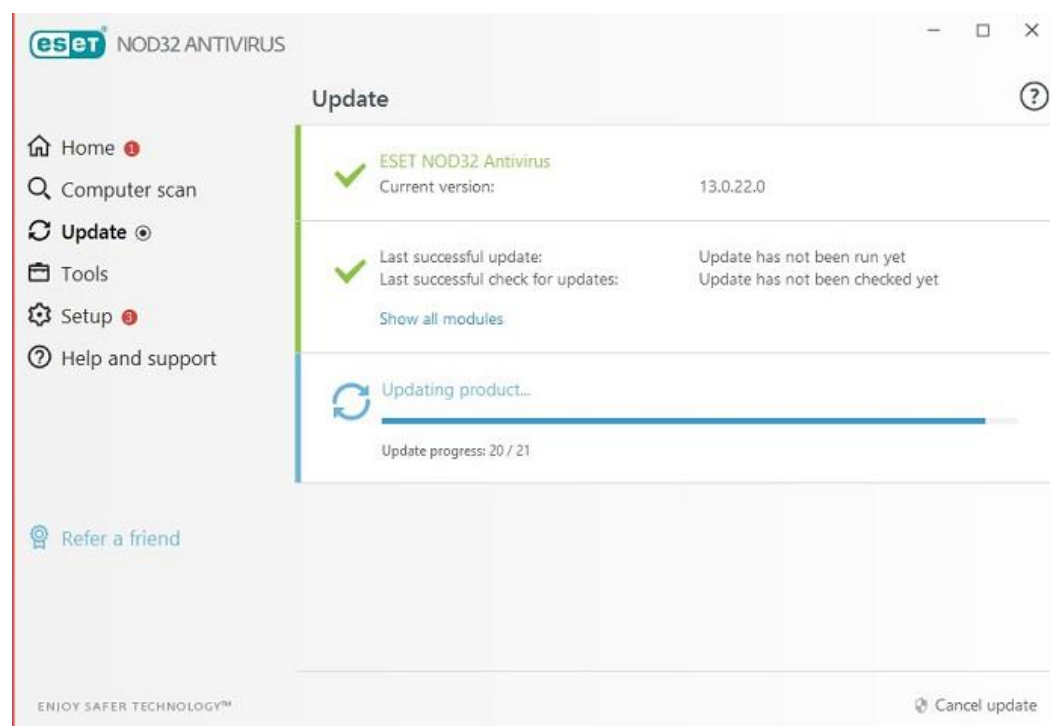 eset NOD32 ANTIVIRUS
Update
Home 1
Computer scan
Update
Tools
Setup 3
Help and support
Refer a friend
ENJOY SAFER TECHNOLOGY™
?
ESET NOD32 Antivirus
Current version: 13.0.22.0
Last successful update: Update has not been run yet
Last successful check for updates: Update has not been checked yet
Show all modules
Updating product...
Update progress: 20 / 21
Cancel update